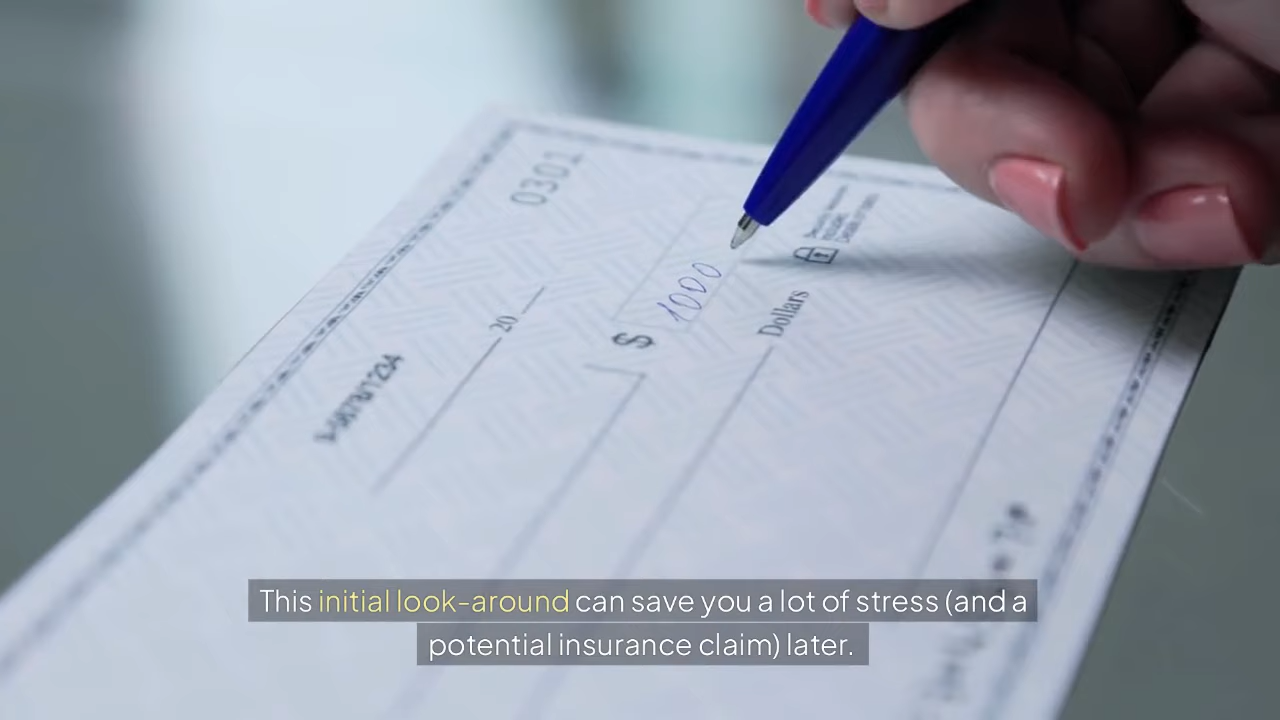 0301
20
$ 1000
Dollars
This initial look-around can save you a lot of stress (and a
potential insurance claim) later.